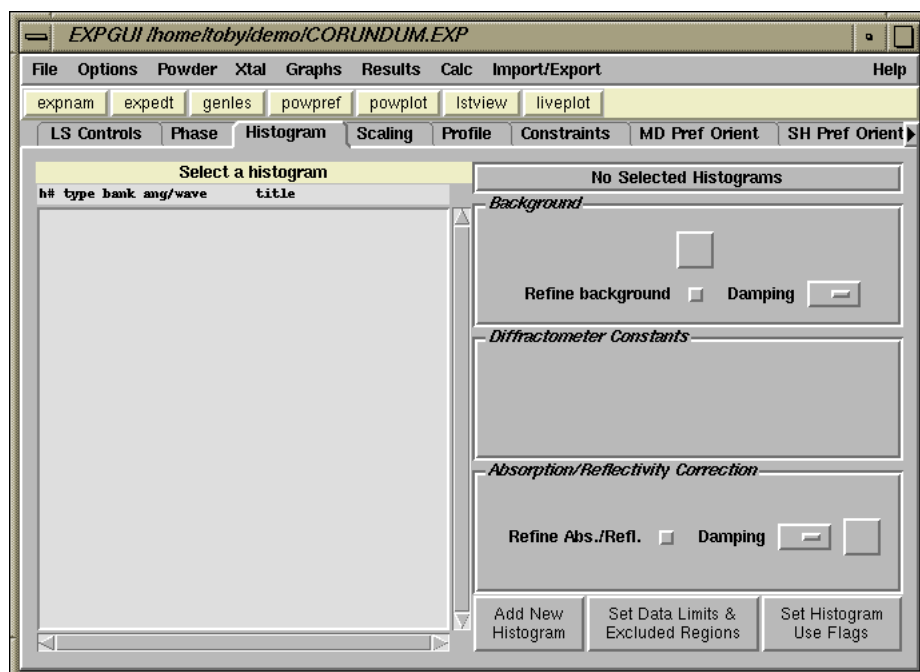 EXPGUI /home/toby/demo/CORUNDUM.EXP
File Options Powder Xtal Graphs Results Calc Import/Export Help
expnam expedt genles powpref powplot lstview liveplot
LS Controls Phase Histogram Scaling Profile Constraints MD Pref Orient SH Pref Orient
Select a histogram
h# type bank ang/wave title
No Selected Histograms
Background
Refine background Damping
Diffractometer Constants
Absorption/Reflectivity Correction
Refine Abs./Refl. Damping
Add New Histogram
Set Data Limits & Excluded Regions
Set Histogram Use Flags